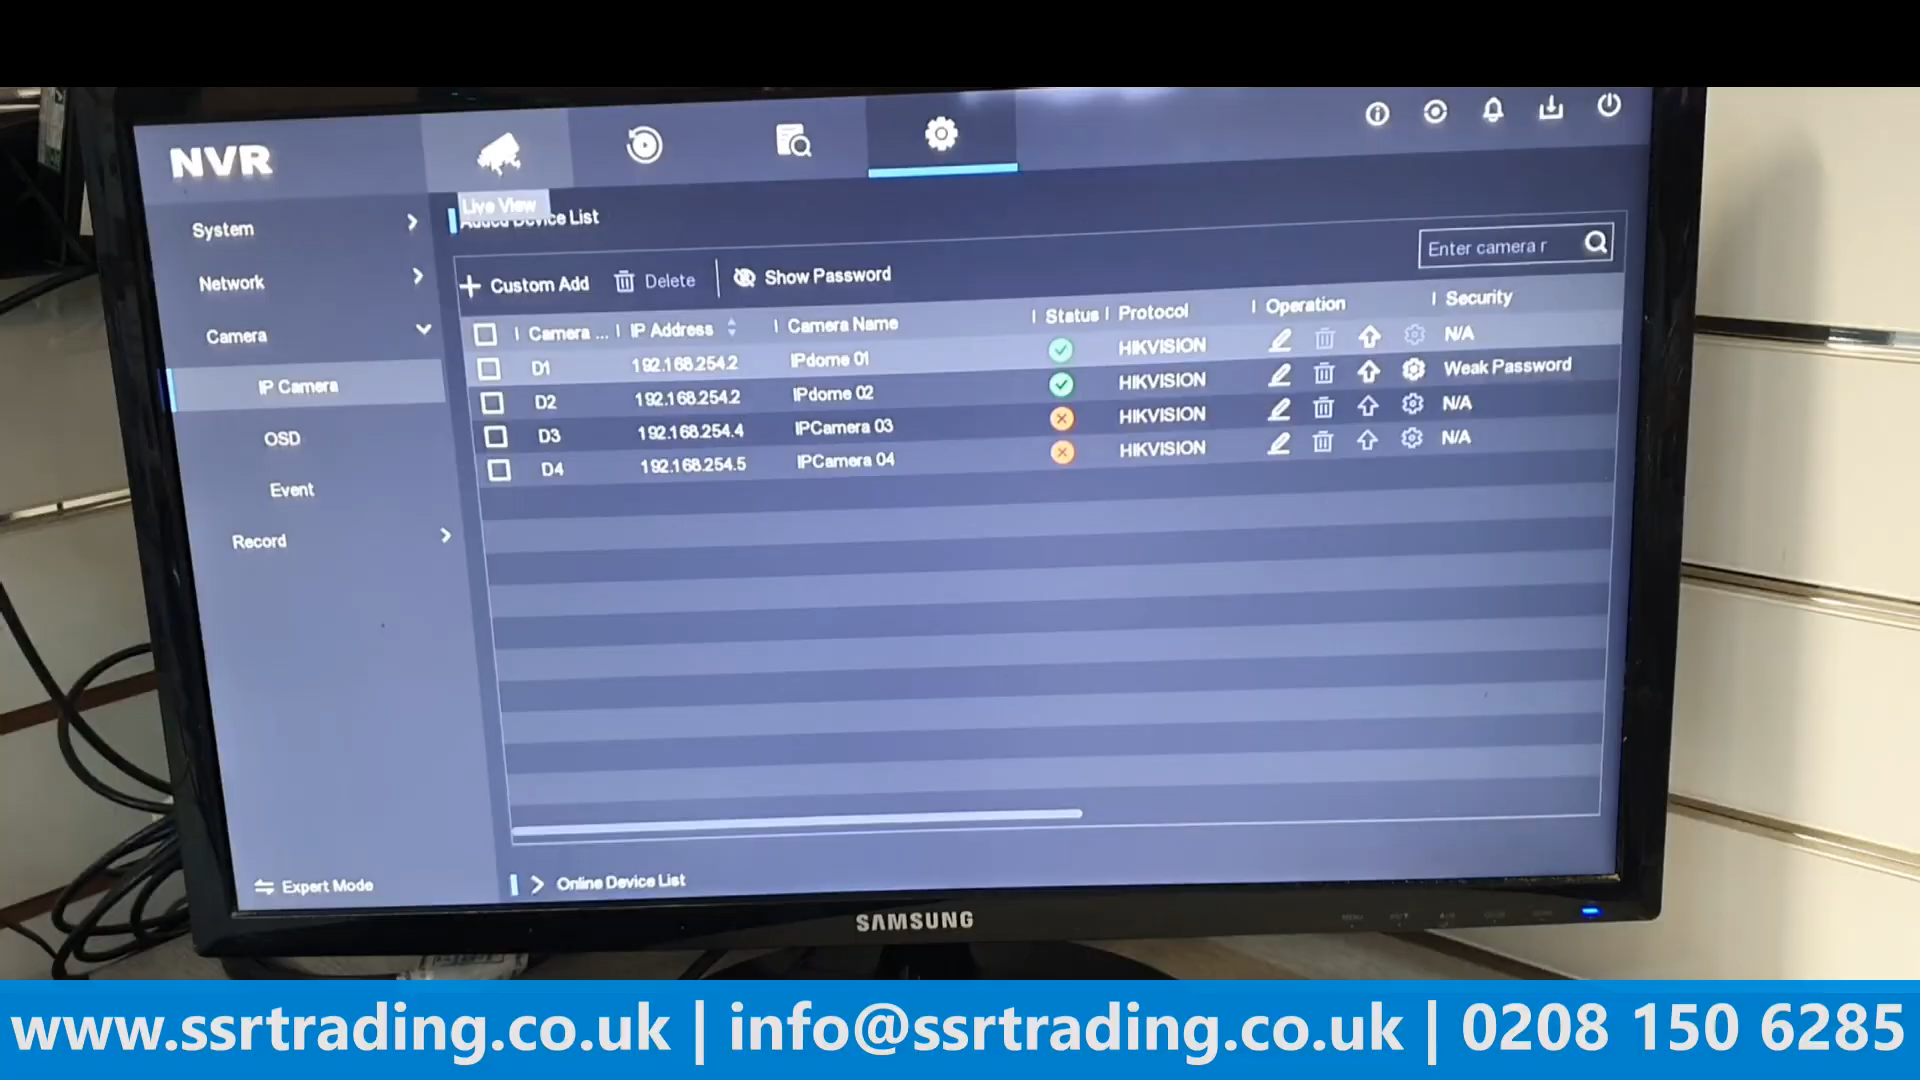 NVR
Live View
Added Device List
System
Network
Camera
IP Camera
OSD
Event
Record
Expert Mode
Enter camera r
Custom Add
Delete
Show Password
Camera ... IP Address Camera Name Status Protocol Operation Security
D1 192.168.254.2 IPdome 01 HIKVISION N/A
D2 192.168.254.2 IPdome 02 HIKVISION Weak Password
D3 192.168.254.4 IPCamera 03 HIKVISION N/A
D4 192.168.254.5 IPCamera 04 HIKVISION N/A
Online Device List
SAMSUNG
www.ssrtrading.co.uk | info@ssrtrading.co.uk | 0208 150 6285